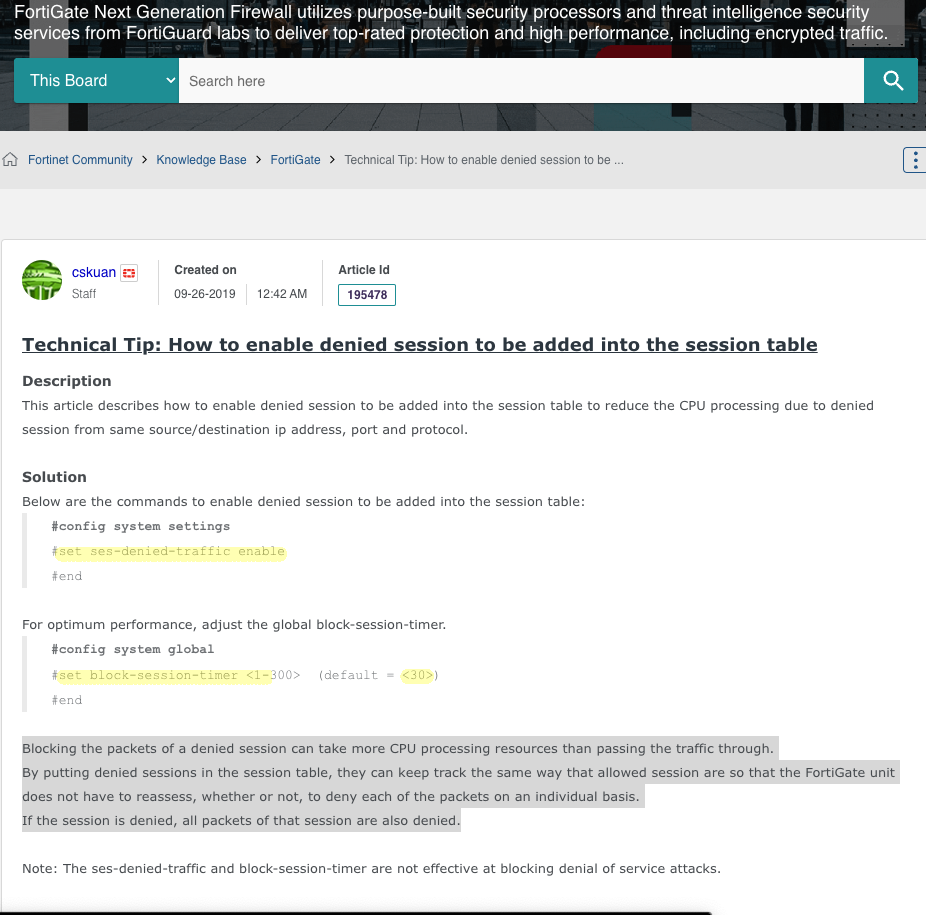 FortiGate Next Generation Firewall utilizes purpose-built security processors and threat intelligence security
services from FortiGuard labs to deliver top-rated protection and high performance, including encrypted traffic.
This Board
Search here
Fortinet Community > Knowledge Base > FortiGate > Technical Tip: How to enable denied session to be ...
cskuan
Staff
Created on
09-26-2019
12:42 AM
Article Id
195478
Technical Tip: How to enable denied session to be added into the session table
Description
This article describes how to enable denied session to be added into the session table to reduce the CPU processing due to denied
session from same source/destination ip address, port and protocol.
Solution
Below are the commands to enable denied session to be added into the session table:
#config system settings
#set ses-denied-traffic enable
#end
For optimum performance, adjust the global block-session-timer.
#config system global
#set block-session-timer <1-300>  (default = <30>)
#end
Blocking the packets of a denied session can take more CPU processing resources than passing the traffic through.
By putting denied sessions in the session table, they can keep track the same way that allowed session are so that the FortiGate unit
does not have to reassess, whether or not, to deny each of the packets on an individual basis.
If the session is denied, all packets of that session are also denied.
Note: The ses-denied-traffic and block-session-timer are not effective at blocking denial of service attacks.